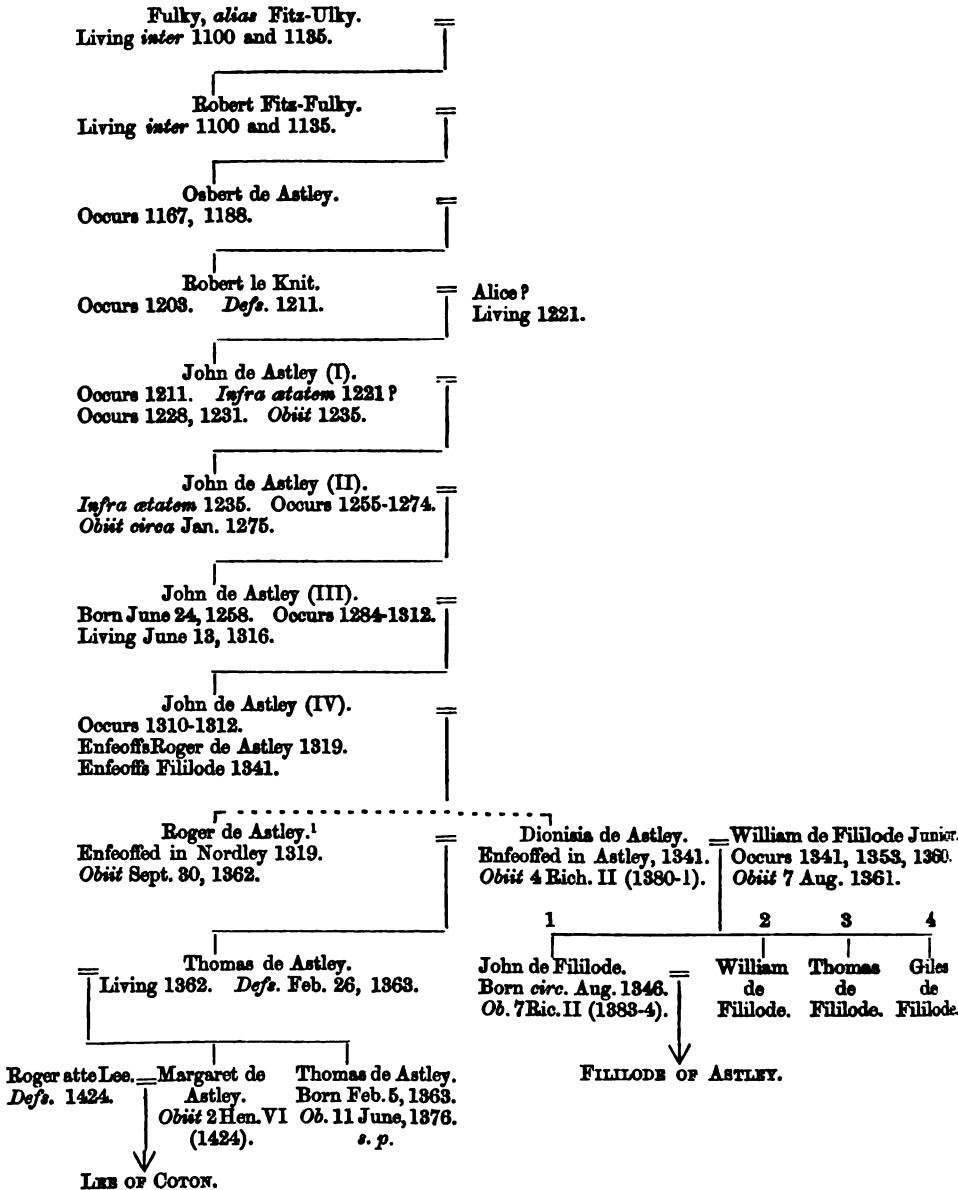 Fulky, alias Fitz-Ulky.
Living inter 1100 and 1135.
Robert Fitz-Fulky.
Living inter 1100 and 1135.
Osbert de Astley.
Occurs 1167, 1188.
Robert le Knit.
Occurs 1203. Defs. 1211.
Alice?
Living 1221.
John de Astley (I).
Occurs 1211. Infra ætatem 1221?
Occurs 1228, 1231. Obiit 1235.
John de Astley (II).
Infra ætatem 1235. Occurs 1255-1274.
Obiit circa Jan. 1275.
John de Astley (III).
Born June 24, 1258. Occurs 1284-1312.
Living June 13, 1316.
John de Astley (IV).
Occurs 1310-1312.
Enfeoffs Roger de Astley 1319.
Enfeoffs Fililode 1341.
Roger de Astley.¹
Enfeoffed in Nordley 1319.
Obiit Sept. 30, 1362.
Dionisia de Astley.
Enfeoffed in Astley, 1341.
Obiit 4 Rich. II (1380-1).
William de Fililode Junior.
Occurs 1341, 1353, 1360.
Obiit 7 Aug. 1361.
1 2 3 4
Thomas de Astley.
Living 1362. Defs. Feb. 26, 1363.
John de Fililode.
Born circ. Aug. 1346.
Ob. 7 Ric. II (1383-4).
William
de
Fililode.
Thomas
de
Fililode.
Giles
de
Fililode.
Roger atte Lee.
Defs. 1424.
Margaret de
Astley.
Obiit 2 Hen. VI
(1424).
Thomas de Astley.
Born Feb. 5, 1363.
Ob. 11 June, 1376.
s. p.
FILILODE OF ASTLEY.
LEE OF COTON.